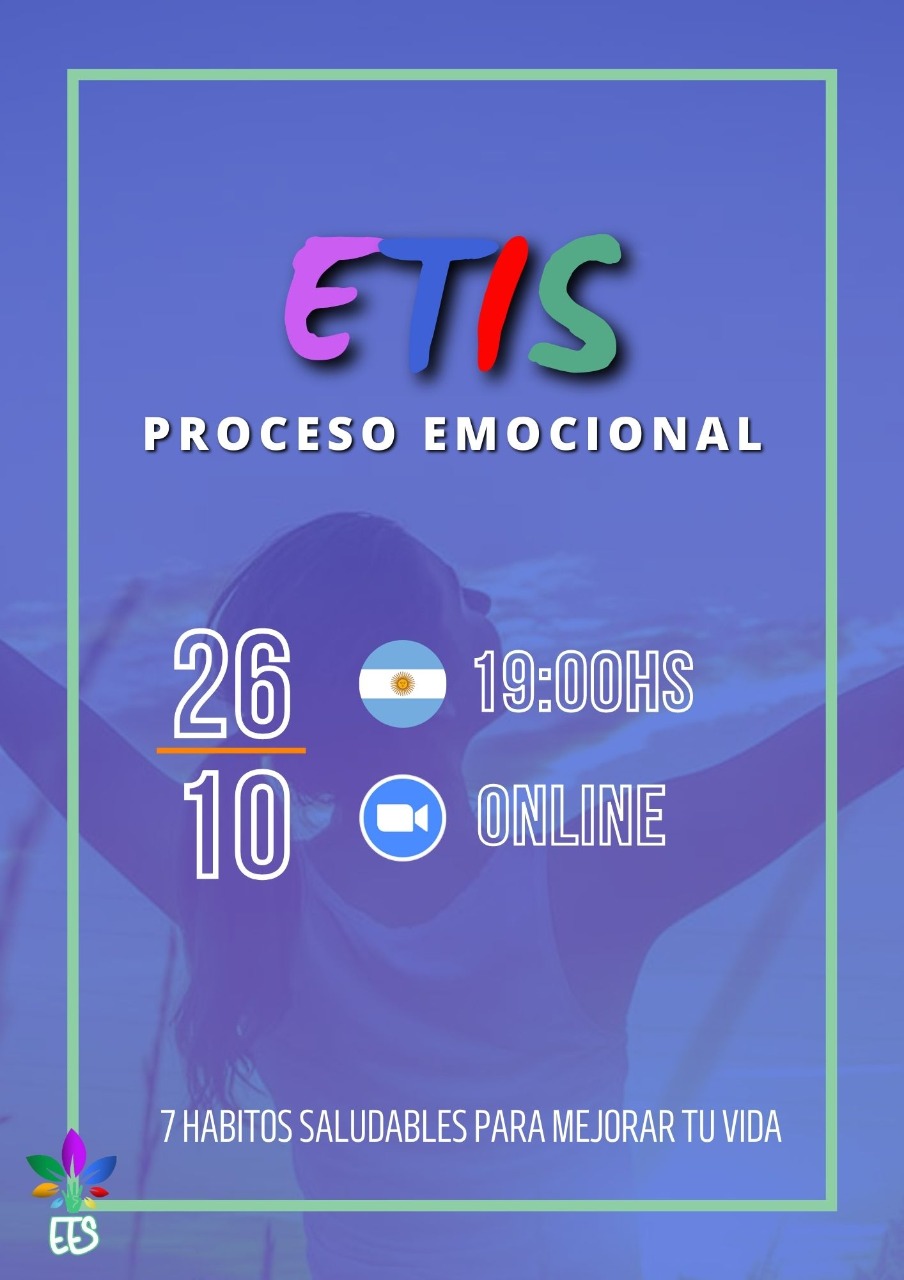 ETIS
PROCESO EMOCIONAL
26
10
19:00HS
ONLINE
7 HABITOS SALUDABLES PARA MEJORAR TU VIDA
EES